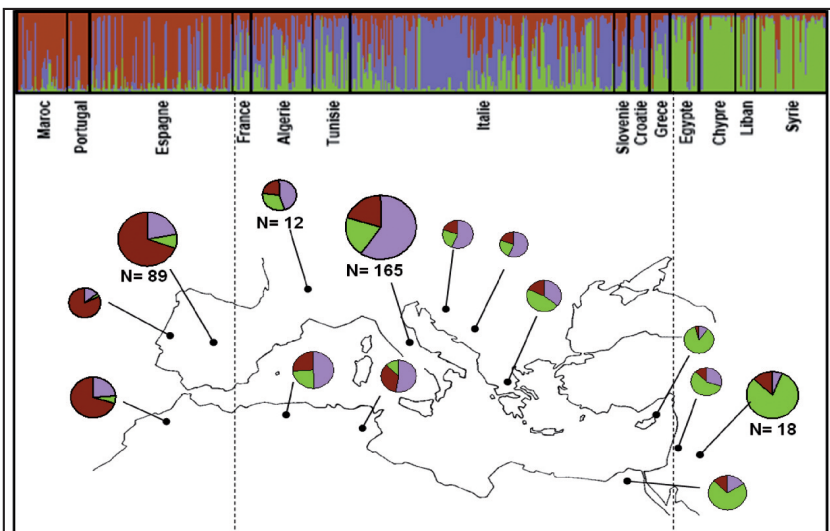 Maroc
Portugal
Espagne
France
Algerie
Tunisie
Italie
Slovenie
Croatie
Grece
Egypte
Chypre
Liban
Syrie
N= 12
N= 89
N= 165
N= 18